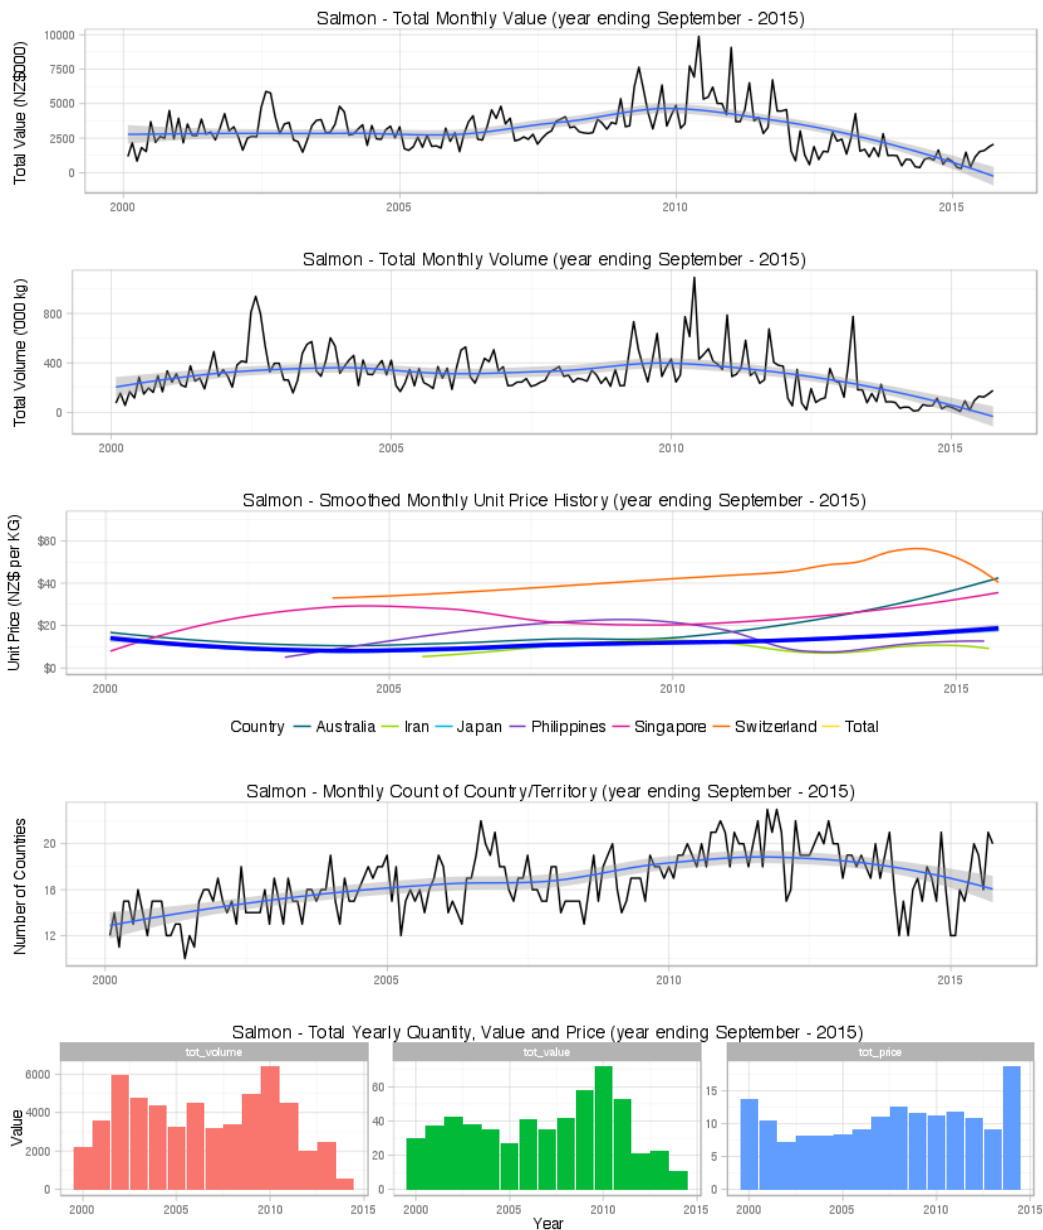 Salmon - Total Monthly Value (year ending September - 2015)
Total Value (NZ$000)
10000
7500
5000
2500
0
2000 2005 2010 2015
Salmon - Total Monthly Volume (year ending September - 2015)
Total Volume ('000 kg)
800
400
0
2000 2005 2010 2015
Salmon - Smoothed Monthly Unit Price History (year ending September - 2015)
Unit Price (NZ$ per KG)
$60
$40
$20
$0
2000 2005 2010 2015
Country Australia Iran Japan Philippines Singapore Switzerland Total
Salmon - Monthly Count of Country/Territory (year ending September - 2015)
Number of Counties
20
16
12
2000 2005 2010 2015
Salmon - Total Yearly Quantity, Value and Price (year ending September - 2015)
tot_volume tot_value tot_price
Value
6000
4000
2000
0
60
40
20
0
15
10
5
0
2000 2005 2010 2015 2000 2005 2010 2015 2000 2005 2010 2015
Year